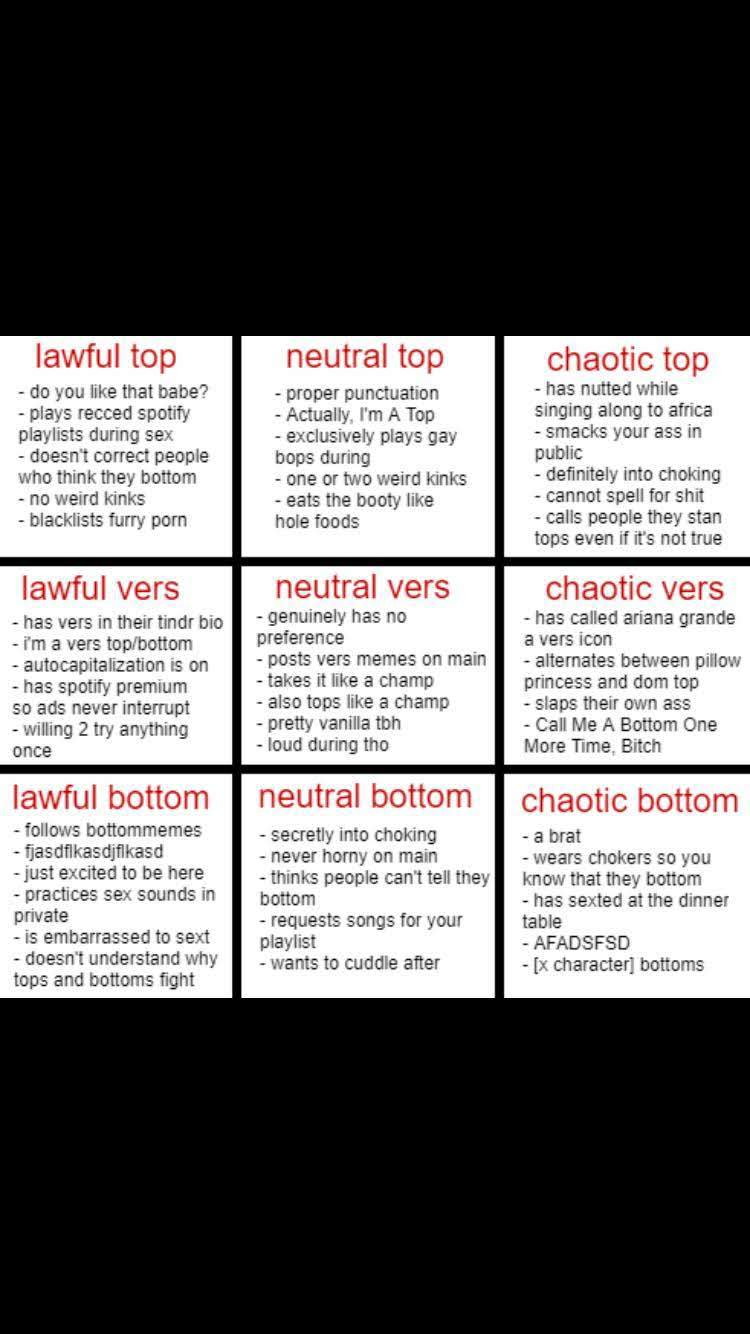 lawful top
- do you like that babe?
- plays recced spotify
playlists during sex
- doesn't correct people
who think they bottom
- no weird kinks
- blacklists furry porn
neutral top
- proper punctuation
- Actually, I'm A Top
- exclusively plays gay
bops during
- one or two weird kinks
- eats the booty like
hole foods
chaotic top
- has nutted while
singing along to africa
- smacks your ass in
public
- definitely into choking
- cannot spell for shit
- calls people they stan
tops even if it's not true
lawful vers
- has vers in their tindr bio
- i'm a vers top/bottom
- autocapitalization is on
- has spotify premium
so ads never interrupt
- willing 2 try anything
once
neutral vers
- genuinely has no
preference
- posts vers memes on main
- takes it like a champ
- also tops like a champ
- pretty vanilla tbh
- loud during tho
chaotic vers
- has called ariana grande
a vers icon
- alternates between pillow
princess and dom top
- slaps their own ass
- Call Me A Bottom One
More Time, Bitch
lawful bottom
- follows bottommemes
- fjasdflkasdjflkasd
- just excited to be here
- practices sex sounds in
private
- is embarrassed to sext
- doesn't understand why
tops and bottoms fight
neutral bottom
- secretly into choking
- never horny on main
- thinks people can't tell they
bottom
- requests songs for your
playlist
- wants to cuddle after
chaotic bottom
- a brat
- wears chokers so you
know that they bottom
- has sexted at the dinner
table
- AFADSFSD
- [x character] bottoms